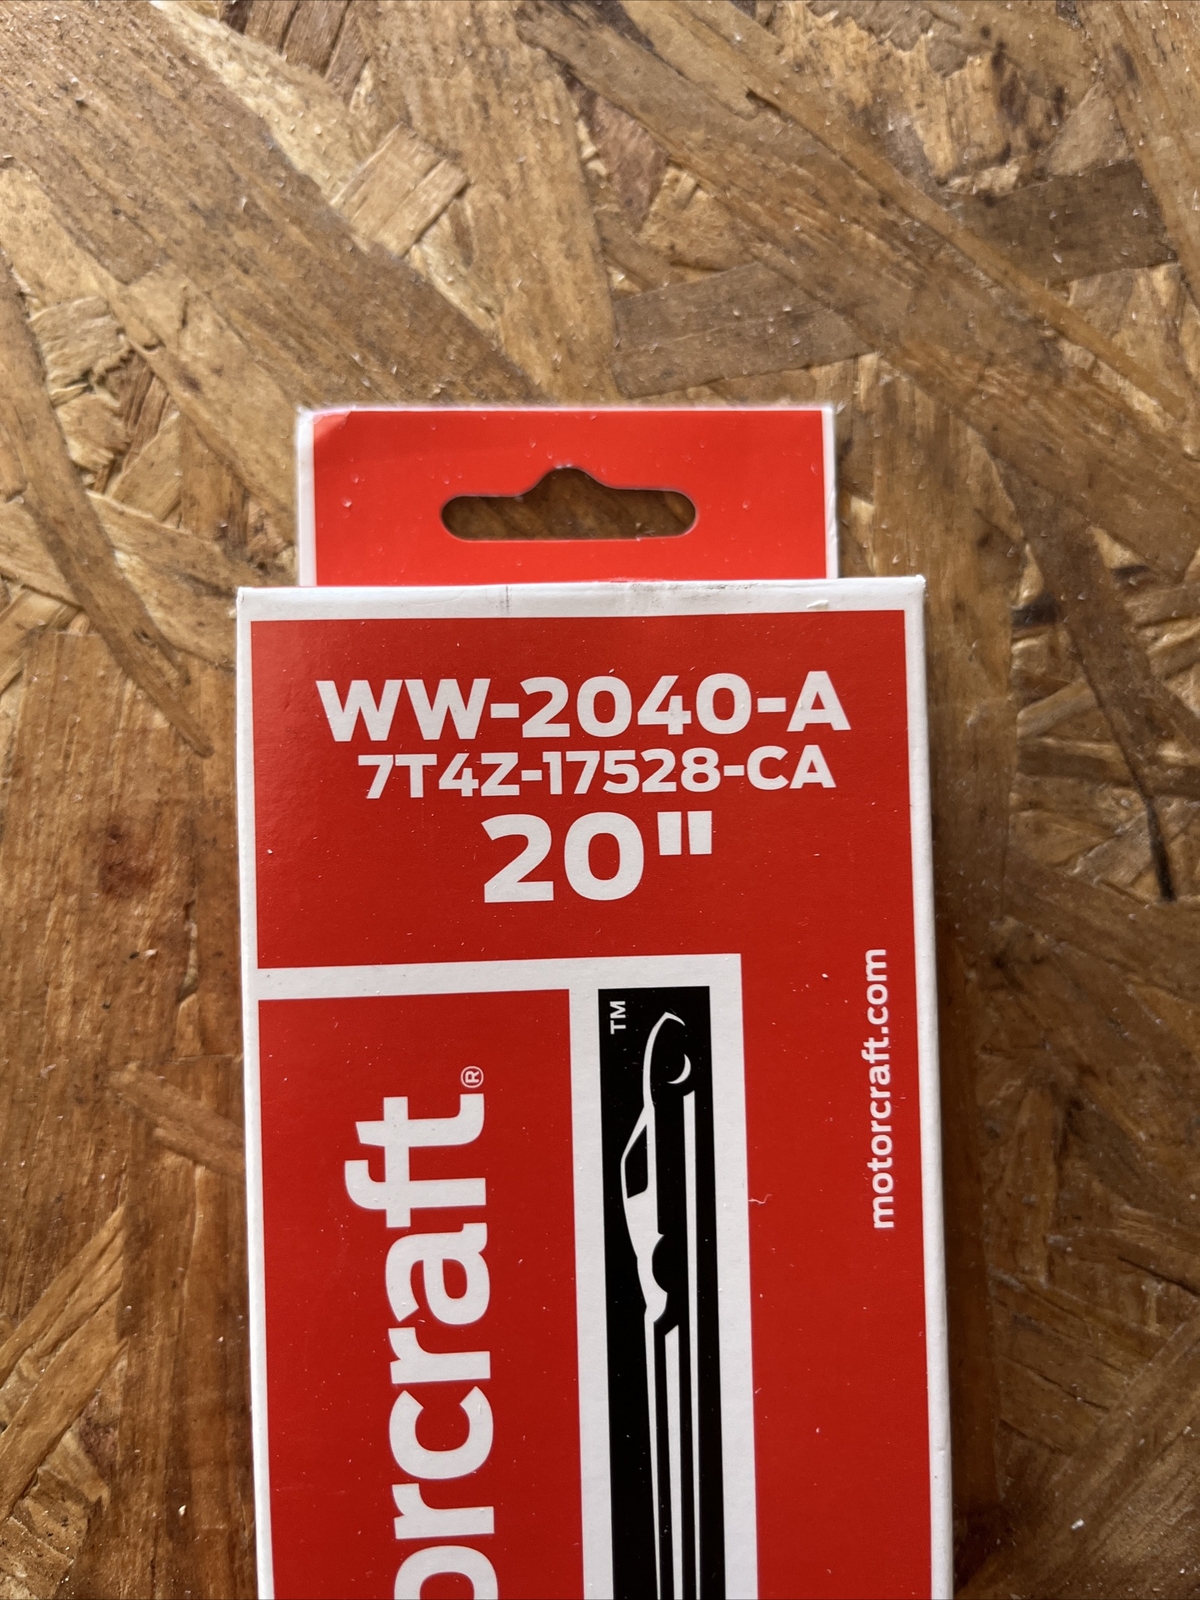 WW-2040-A
7T4Z-17528-CA
20"
orcraft®
TM
motorcraft.com